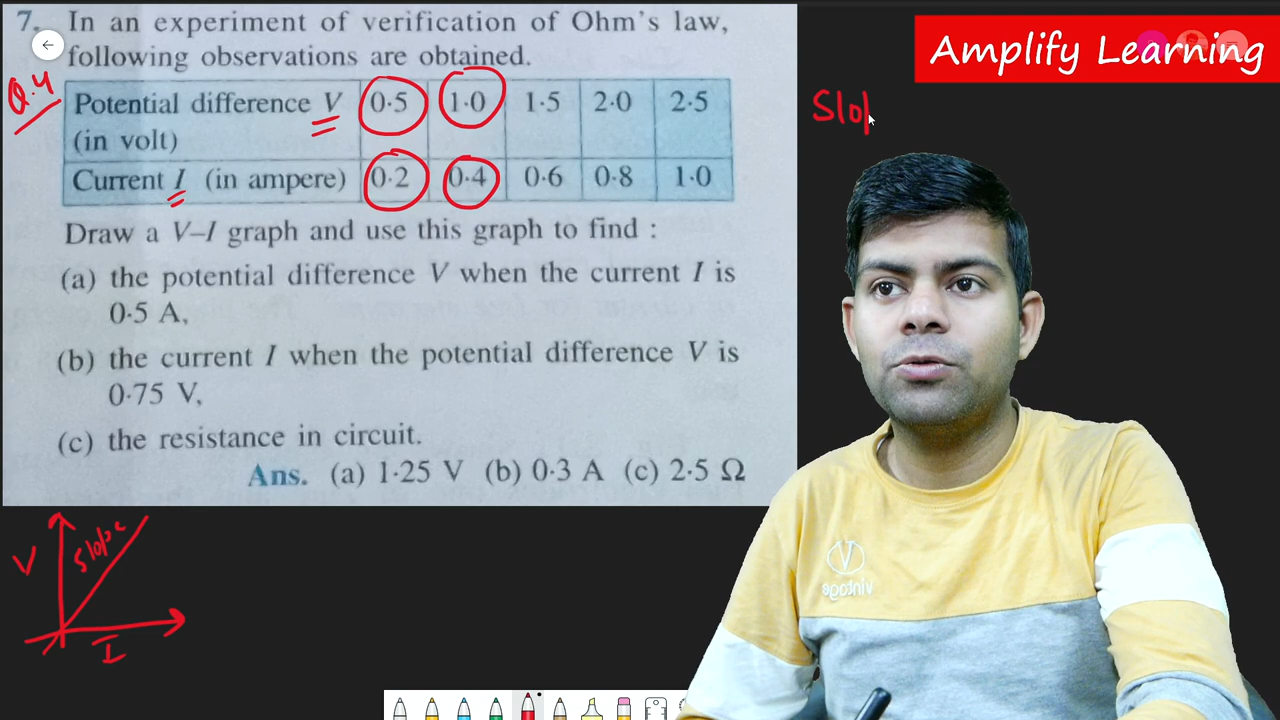 7. In an experiment of verification of Ohm's law,
following observations are obtained.
Q.4
Potential difference V 0·5 1·0 1·5 2·0 2·5
(in volt)
Current I (in ampere) 0·2 0·4 0·6 0·8 1·0
Draw a V–I graph and use this graph to find :
(a) the potential difference V when the current I is
0·5 A,
(b) the current I when the potential difference V is
0·75 V,
(c) the resistance in circuit.
Ans. (a) 1·25 V (b) 0·3 A (c) 2·5 Ω
Amplify Learning
Slop
V
Slope
I
V
vintage